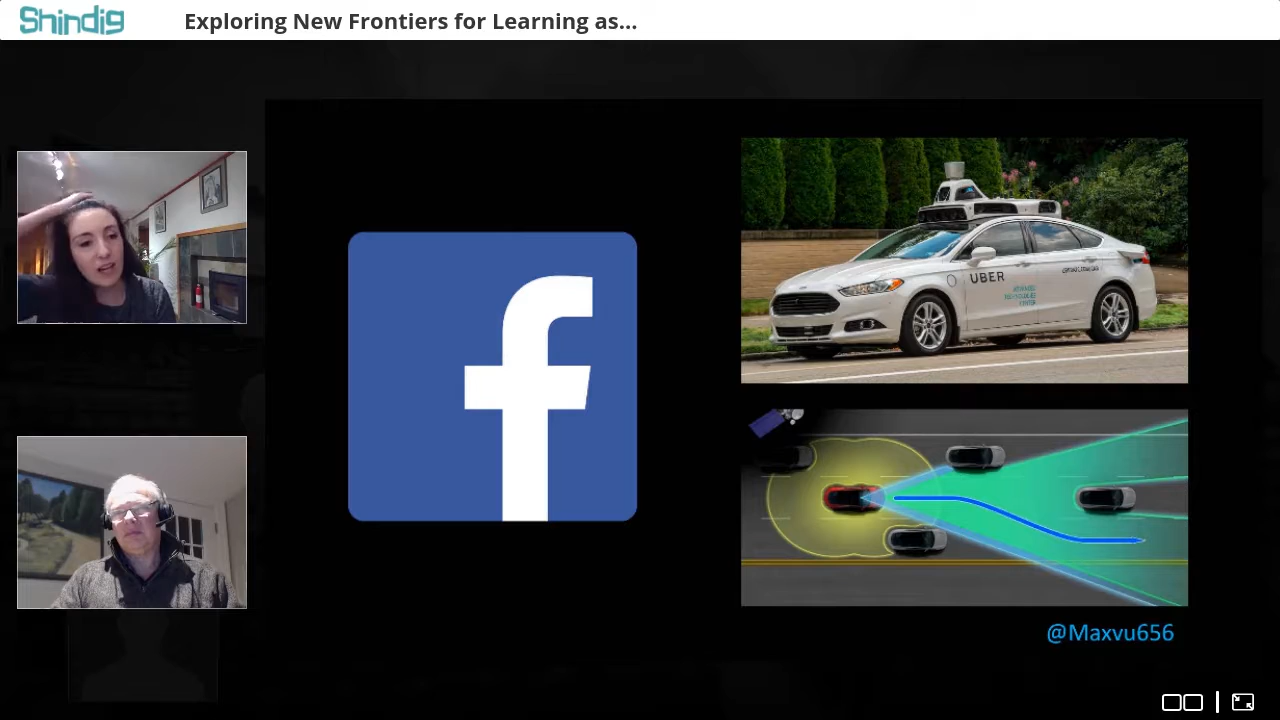 Shindig
Exploring New Frontiers for Learning as...
f
UBER
@Maxvu656